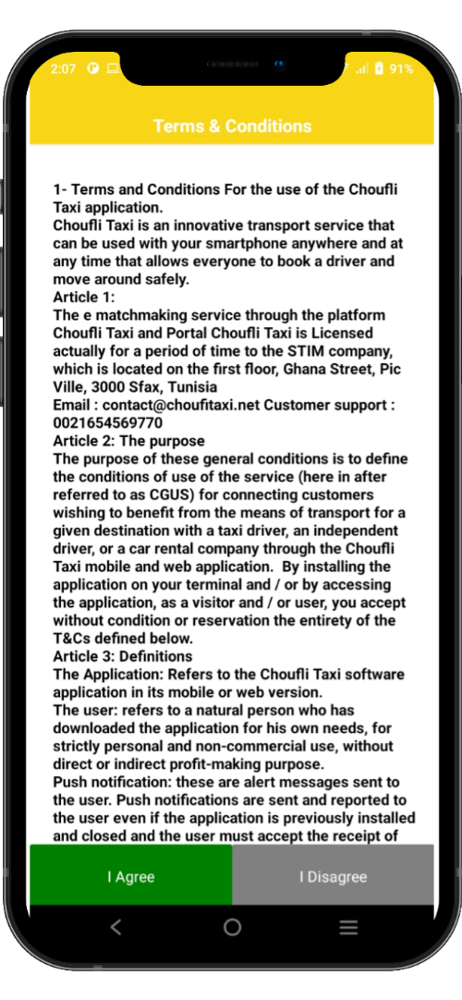 2:07
91%
Terms & Conditions
1- Terms and Conditions For the use of the Choufli
Taxi application.
Choufli Taxi is an innovative transport service that
can be used with your smartphone anywhere and at
any time that allows everyone to book a driver and
move around safely.
Article 1:
The e matchmaking service through the platform
Choufli Taxi and Portal Choufli Taxi is Licensed
actually for a period of time to the STIM company,
which is located on the first floor, Ghana Street, Pic
Ville, 3000 Sfax, Tunisia
Email : contact@choufitaxi.net Customer support :
0021654569770
Article 2: The purpose
The purpose of these general conditions is to define
the conditions of use of the service (here in after
referred to as CGUS) for connecting customers
wishing to benefit from the means of transport for a
given destination with a taxi driver, an independent
driver, or a car rental company through the Choufli
Taxi mobile and web application.  By installing the
application on your terminal and / or by accessing
the application, as a visitor and / or user, you accept
without condition or reservation the entirety of the
T&Cs defined below.
Article 3: Definitions
The Application: Refers to the Choufli Taxi software
application in its mobile or web version.
The user: refers to a natural person who has
downloaded the application for his own needs, for
strictly personal and non-commercial use, without
direct or indirect profit-making purpose.
Push notification: these are alert messages sent to
the user. Push notifications are sent and reported to
the user even if the application is previously installed
and closed and the user must accept the receipt of
I Agree
I Disagree